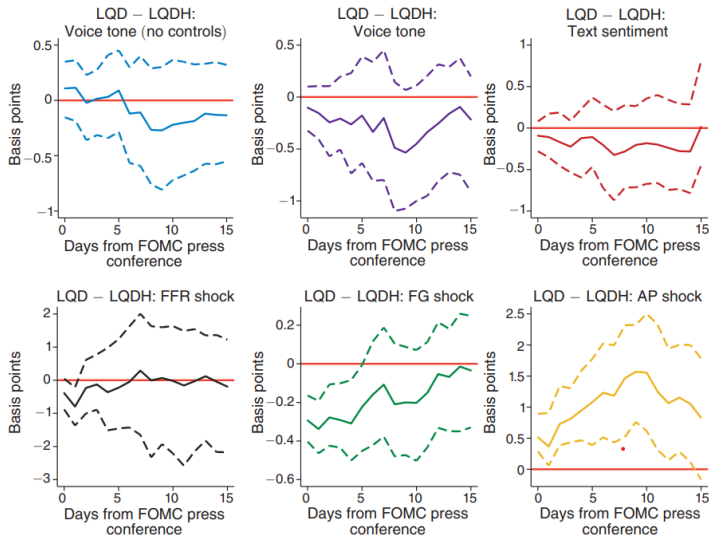 LQD − LQDH:
Voice tone (no controls)
Basis points
0.5
0
−0.5
−1
0 5 10 15
Days from FOMC press
conference
LQD − LQDH:
Voice tone
Basis points
0.5
0
−0.5
−1
0 5 10 15
Days from FOMC press
conference
LQD − LQDH:
Text sentiment
Basis points
1
0.5
0
−0.5
−1
0 5 10 15
Days from FOMC press
conference
LQD − LQDH: FFR shock
Basis points
2
1
0
−1
−2
−3
0 5 10 15
Days from FOMC press
conference
LQD − LQDH: FG shock
Basis points
0.2
0
−0.2
−0.4
−0.6
0 5 10 15
Days from FOMC press
conference
LQD − LQDH: AP shock
Basis points
2.5
2
1.5
1
0.5
0
0 5 10 15
Days from FOMC press
conference